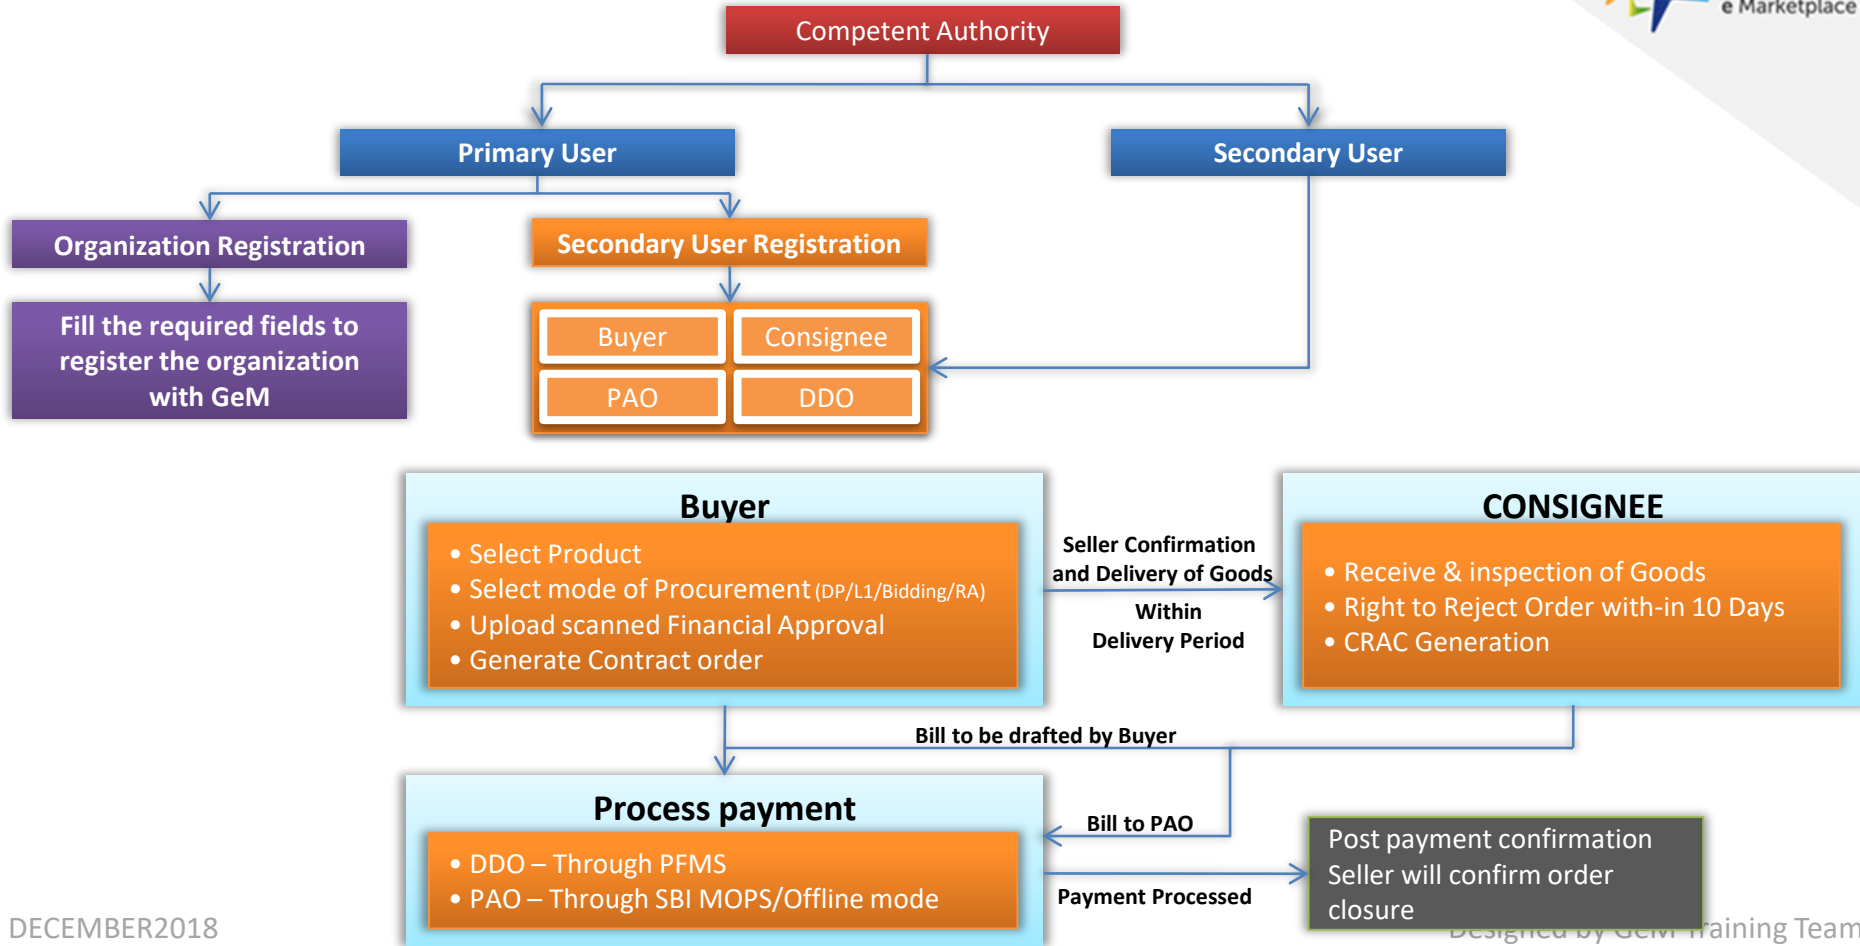 e Marketplace
Competent Authority
Primary User
Secondary User
Organization Registration
Secondary User Registration
Fill the required fields to
register the organization
with GeM
Buyer
Consignee
PAO
DDO
Buyer
• Select Product
• Select mode of Procurement (DP/L1/Bidding/RA)
• Upload scanned Financial Approval
• Generate Contract order
Seller Confirmation
and Delivery of Goods
Within
Delivery Period
CONSIGNEE
• Receive & inspection of Goods
• Right to Reject Order with-in 10 Days
• CRAC Generation
Bill to be drafted by Buyer
Process payment
• DDO – Through PFMS
• PAO – Through SBI MOPS/Offline mode
Bill to PAO
Payment Processed
Post payment confirmation
Seller will confirm order
closure
DECEMBER2018
Designed by GeM Training Team